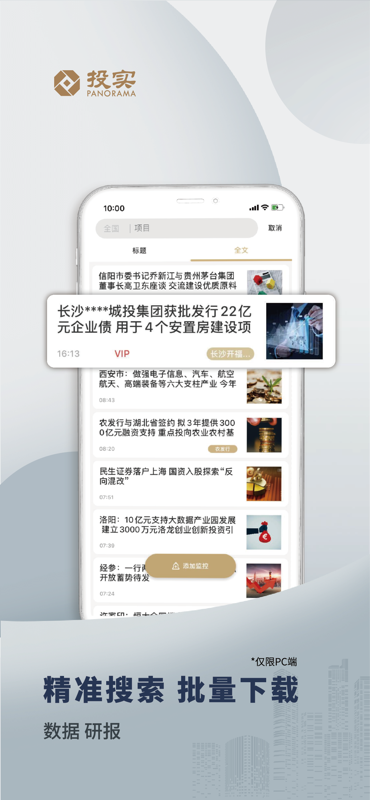 投实
PANORAMA
10:00
全国 项目 取消
标题 全文
信阳市委书记乔新江与贵州茅台集团
董事长高卫东座谈 交流建设优质原料
长沙****城投集团获批发行22亿
元企业债 用于4个安置房建设项
16:13 VIP 长沙开福...
西安市：做强电子信息、汽车、航空
航天、高端装备等六大支柱产业 今年
08:43
农发行与湖北省签约 拟3年提供300
0亿元融资支持 重点投向农业农村基
08:20 农发行
民生证券落户上海 国资入股探索“反
向混改”
07:51
洛阳：10亿元支持大数据产业园发展
建立3000万元洛龙创业创新投资引
07:35
经参：一行两
开放蓄势待发
07:24
添加监控
*仅限PC端
精准搜索 批量下载
数据 研报